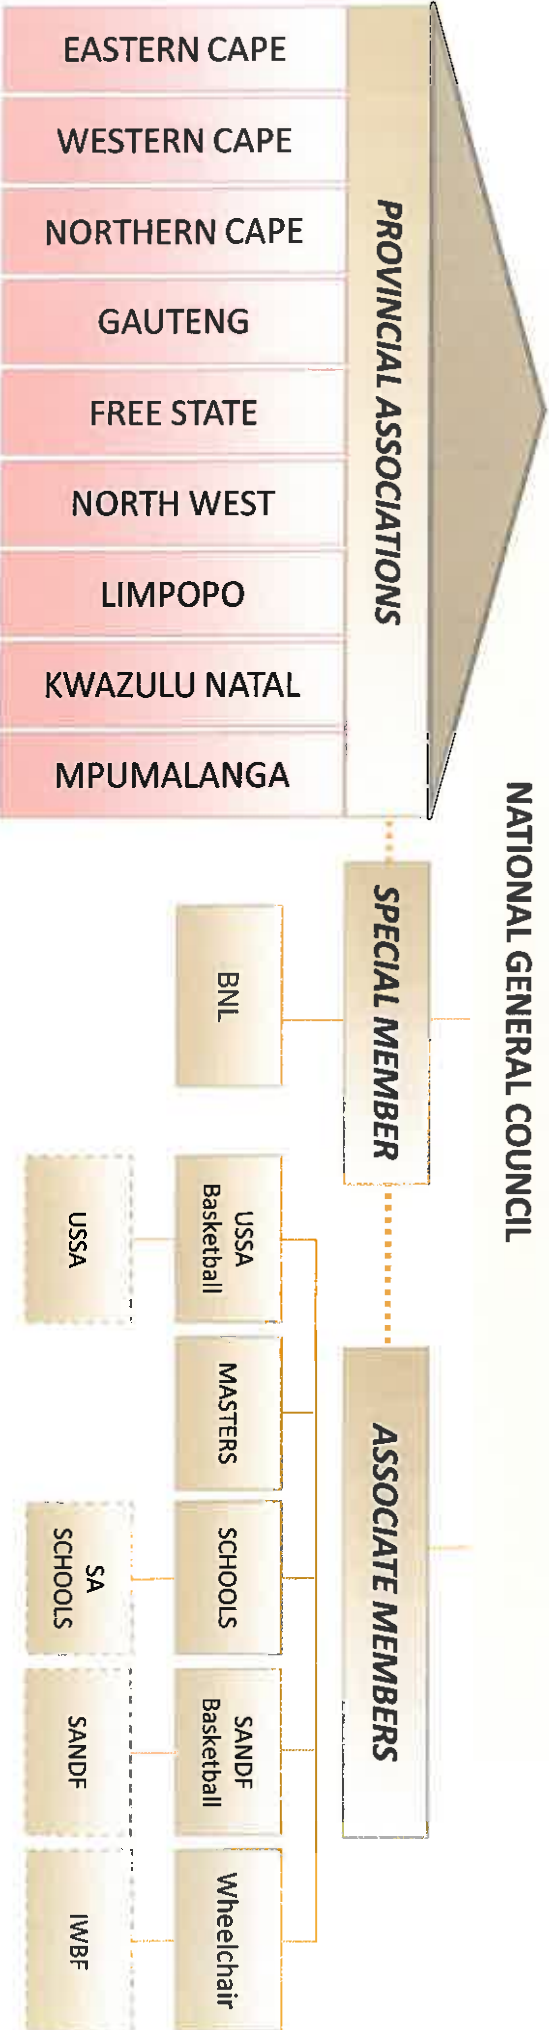 NATIONAL GENERAL COUNCIL
PROVINCIAL ASSOCIATIONS
SPECIAL MEMBER
ASSOCIATE MEMBERS
EASTERN CAPE
WESTERN CAPE
NORTHERN CAPE
GAUTENG
FREE STATE
NORTH WEST
LIMPOPO
KWAZULU NATAL
MPUMALANGA
BNL
USSA
Basketball
MASTERS
SCHOOLS
SANDF
Basketball
Wheelchair
USSA
SA
SCHOOLS
SANDF
IWBF